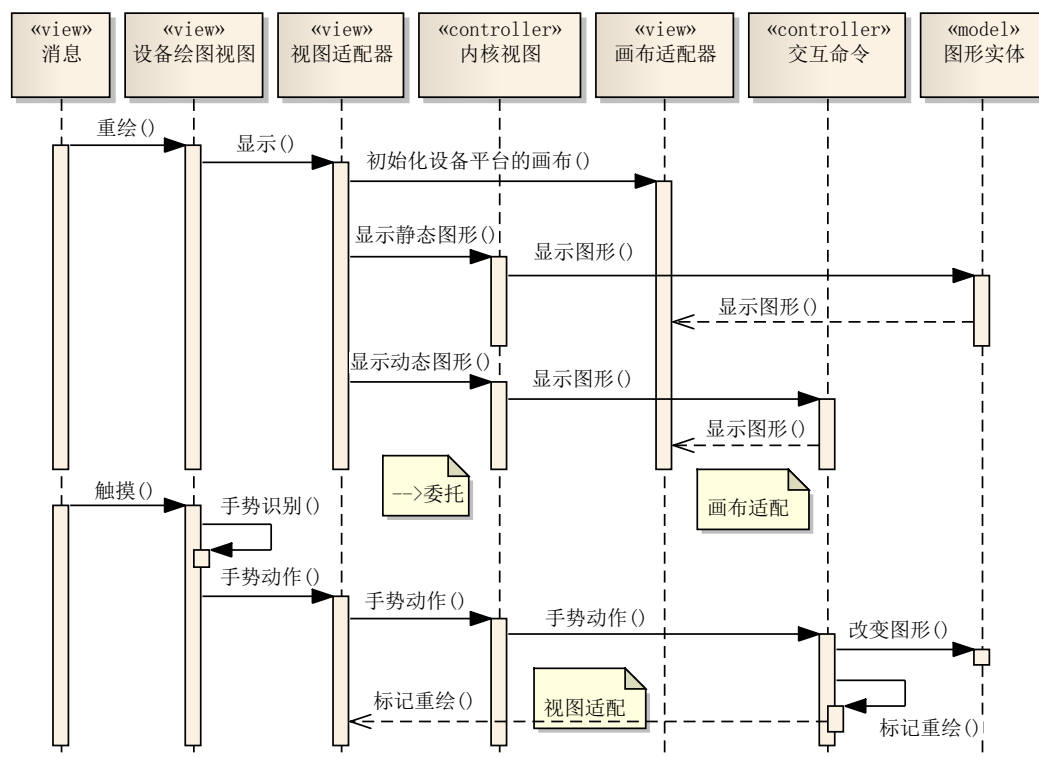 «view»
消息
«view»
设备绘图视图
«view»
视图适配器
«controller»
内核视图
«view»
画布适配器
«controller»
交互命令
«model»
图形实体
重绘()
显示()
初始化设备平台的画布()
显示静态图形()
显示图形()
显示图形()
显示动态图形()
显示图形()
显示图形()
-->委托
画布适配
触摸()
手势识别()
手势动作()
手势动作()
手势动作()
改变图形()
视图适配
标记重绘()
标记重绘()